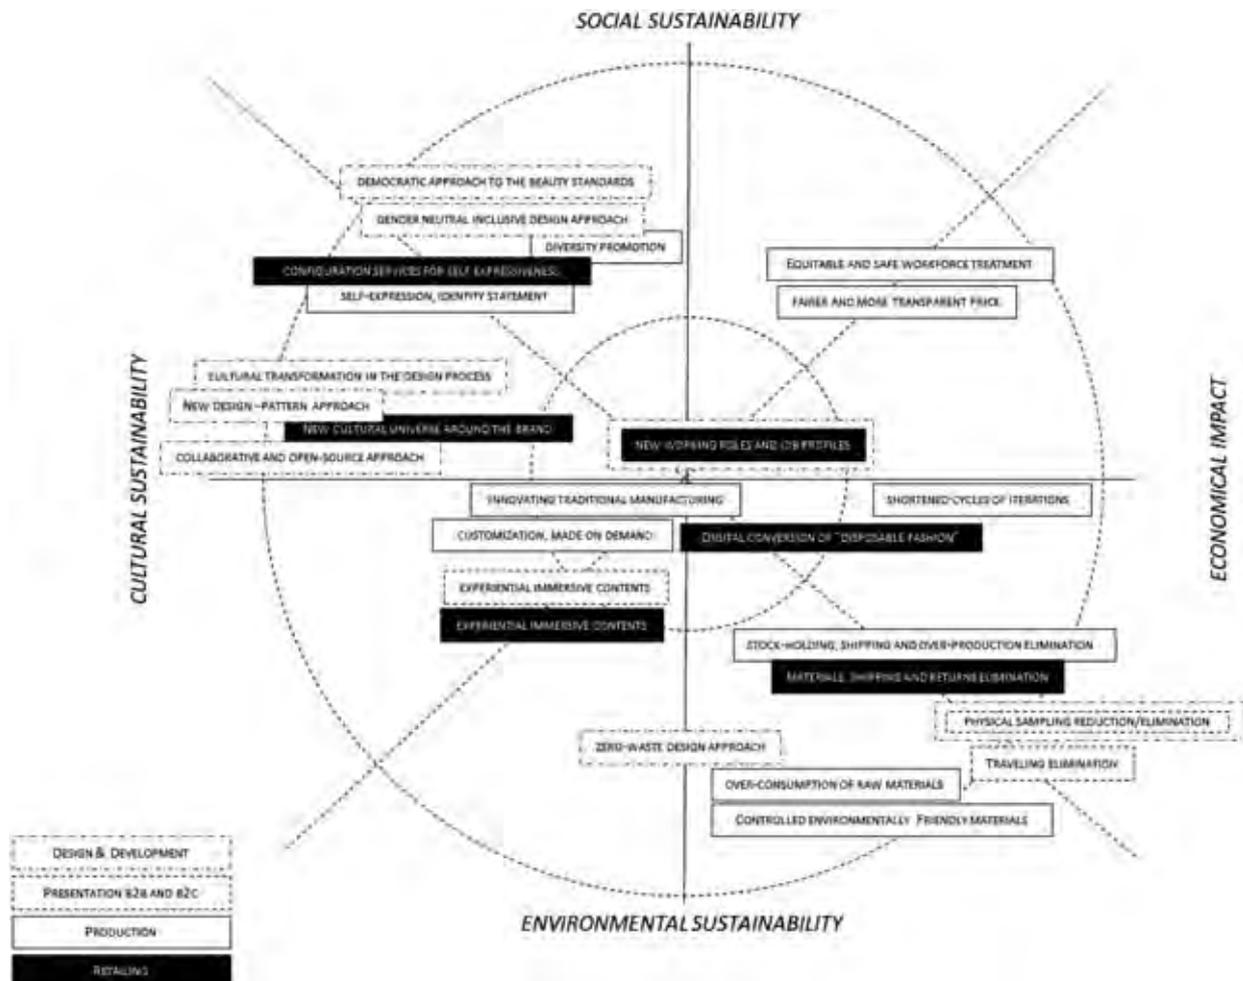 SOCIAL SUSTAINABILITY
DEMOCRATIC APPROACH TO THE BEAUTY STANDARDS
GENDER NEUTRAL INCLUSIVE DESIGN APPROACH
DIVERSITY PROMOTION
CONFIGURATION SERVICES FOR SELF EXPRESSIVENESS
SELF-EXPRESSION, IDENTITY STATEMENT
EQUITABLE AND SAFE WORKFORCE TREATMENT
FAIRER AND MORE TRANSPARENT PRICE
CULTURAL SUSTAINABILITY
CULTURAL TRANSFORMATION IN THE DESIGN PROCESS
NEW DESIGN–PATTERN APPROACH
NEW CULTURAL UNIVERSE AROUND THE BRAND
COLLABORATIVE AND OPEN-SOURCE APPROACH
NEW WORKING ROLES AND JOB PROFILES
ECONOMICAL IMPACT
INNOVATING TRADITIONAL MANUFACTURING
SHORTENED CYCLES OF ITERATIONS
CUSTOMIZATION, MADE ON DEMAND
DIGITAL CONVERSION OF "DISPOSABLE FASHION"
EXPERIENTIAL IMMERSIVE CONTENTS
EXPERIENTIAL IMMERSIVE CONTENTS
STOCK-HOLDING, SHIPPING AND OVER-PRODUCTION ELIMINATION
MATERIALS, SHIPPING AND RETURNS ELIMINATION
PHYSICAL SAMPLING REDUCTION/ELIMINATION
ZERO-WASTE DESIGN APPROACH
TRAVELING ELIMINATION
OVER-CONSUMPTION OF RAW MATERIALS
CONTROLLED ENVIRONMENTALLY FRIENDLY MATERIALS
ENVIRONMENTAL SUSTAINABILITY
DESIGN & DEVELOPMENT
PRESENTATION B2B AND B2C
PRODUCTION
RETAILING